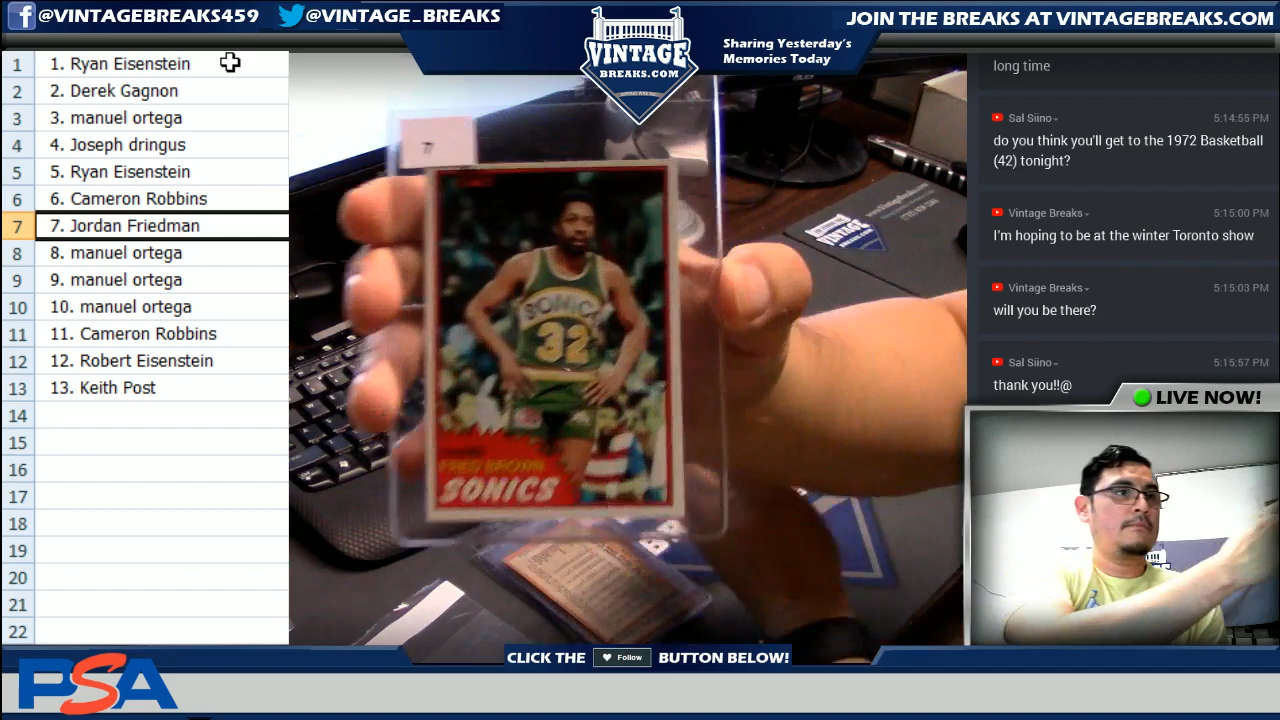 @VINTAGEBREAKS459
@VINTAGE_BREAKS
VINTAGE
BREAKS.COM
Sharing Yesterday's
Memories Today
JOIN THE BREAKS AT VINTAGEBREAKS.COM
1 1. Ryan Eisenstein
2 2. Derek Gagnon
3 3. manuel ortega
4 4. Joseph dringus
5 5. Ryan Eisenstein
6 6. Cameron Robbins
7 7. Jordan Friedman
8 8. manuel ortega
9 9. manuel ortega
10 10. manuel ortega
11 11. Cameron Robbins
12 12. Robert Eisenstein
13 13. Keith Post
14
15
16
17
18
19
20
21
22
SONICS
32
FRED BROWN
SONICS
long time
Sal Siino 5:14:55 PM
do you think you'll get to the 1972 Basketball
(42) tonight?
Vintage Breaks 5:15:00 PM
I'm hoping to be at the winter Toronto show
Vintage Breaks 5:15:03 PM
will you be there?
Sal Siino 5:15:57 PM
thank you!!@
LIVE NOW!
CLICK THE Follow BUTTON BELOW!
PSA